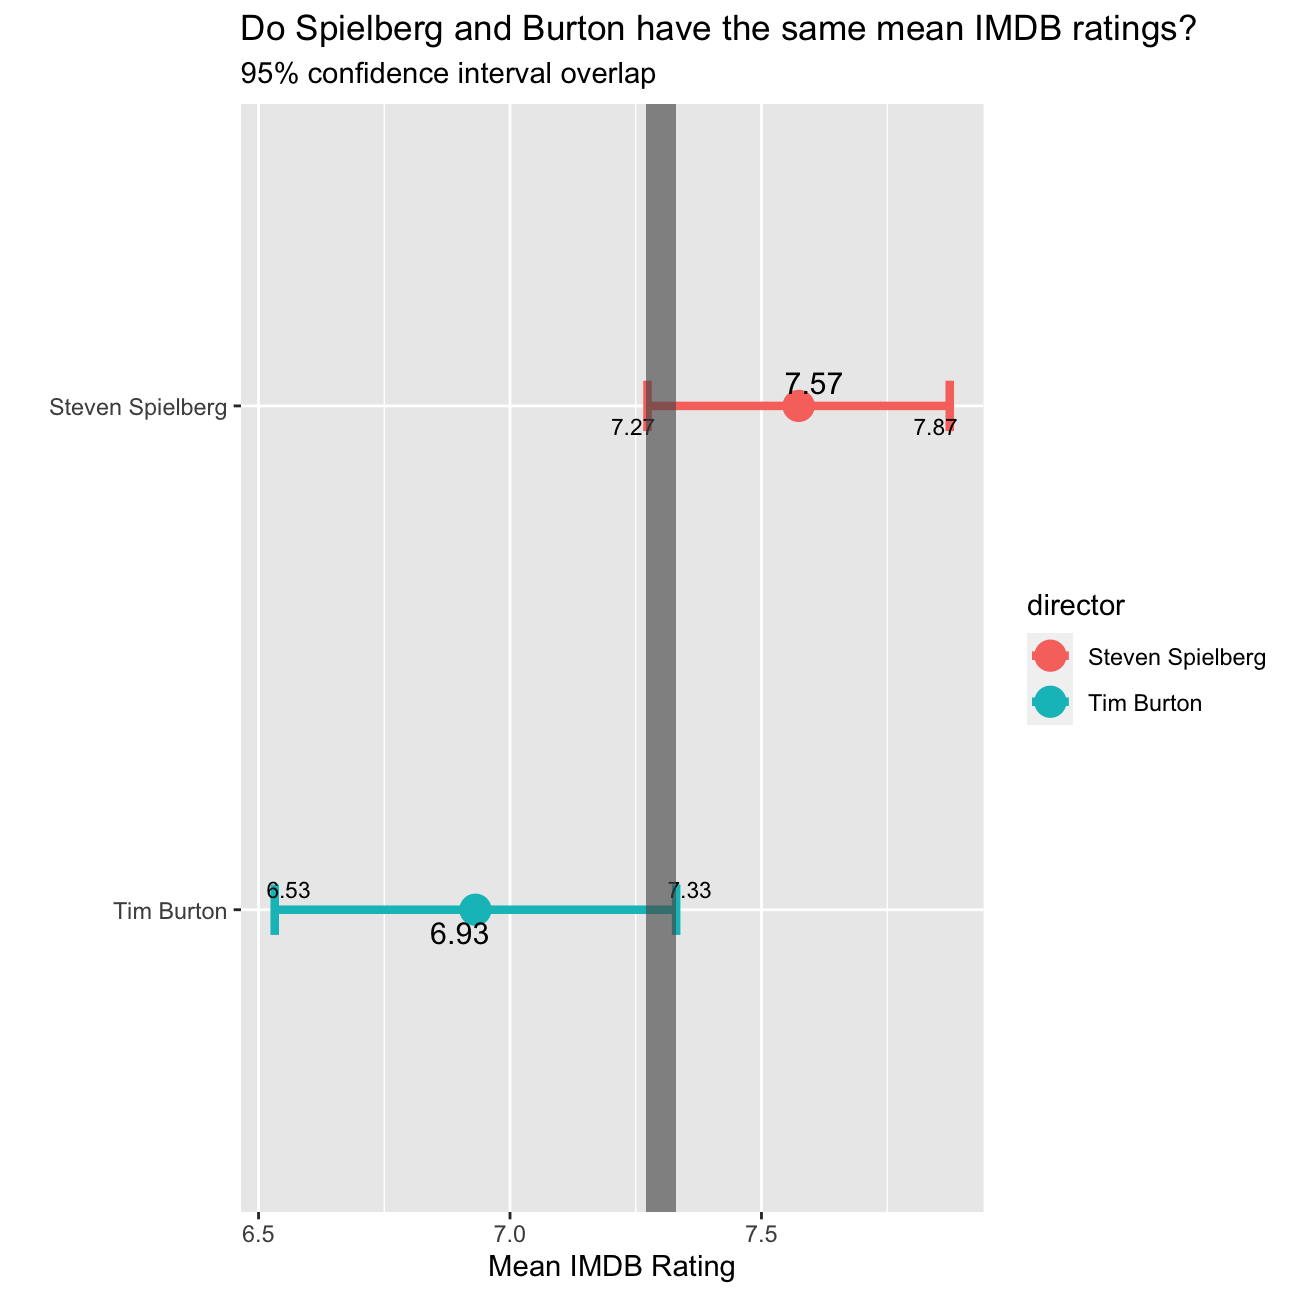 Do Spielberg and Burton have the same mean IMDB ratings?
95% confidence interval overlap
7.57
Steven Spielberg
7.27
7.87
director
Steven Spielberg
Tim Burton
6.53
7.33
Tim Burton
6.93
6.5
7.0
7.5
Mean IMDB Rating